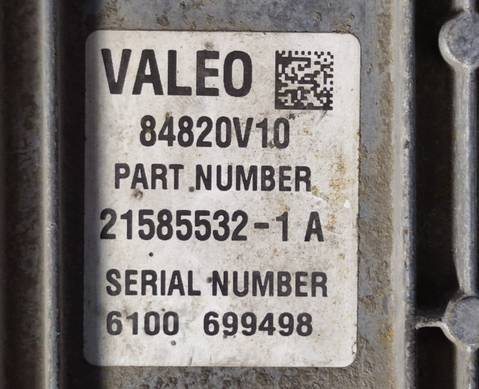 VALEO
84820V10
PART NUMBER
21585532-1 A
SERIAL NUMBER
6100 699498